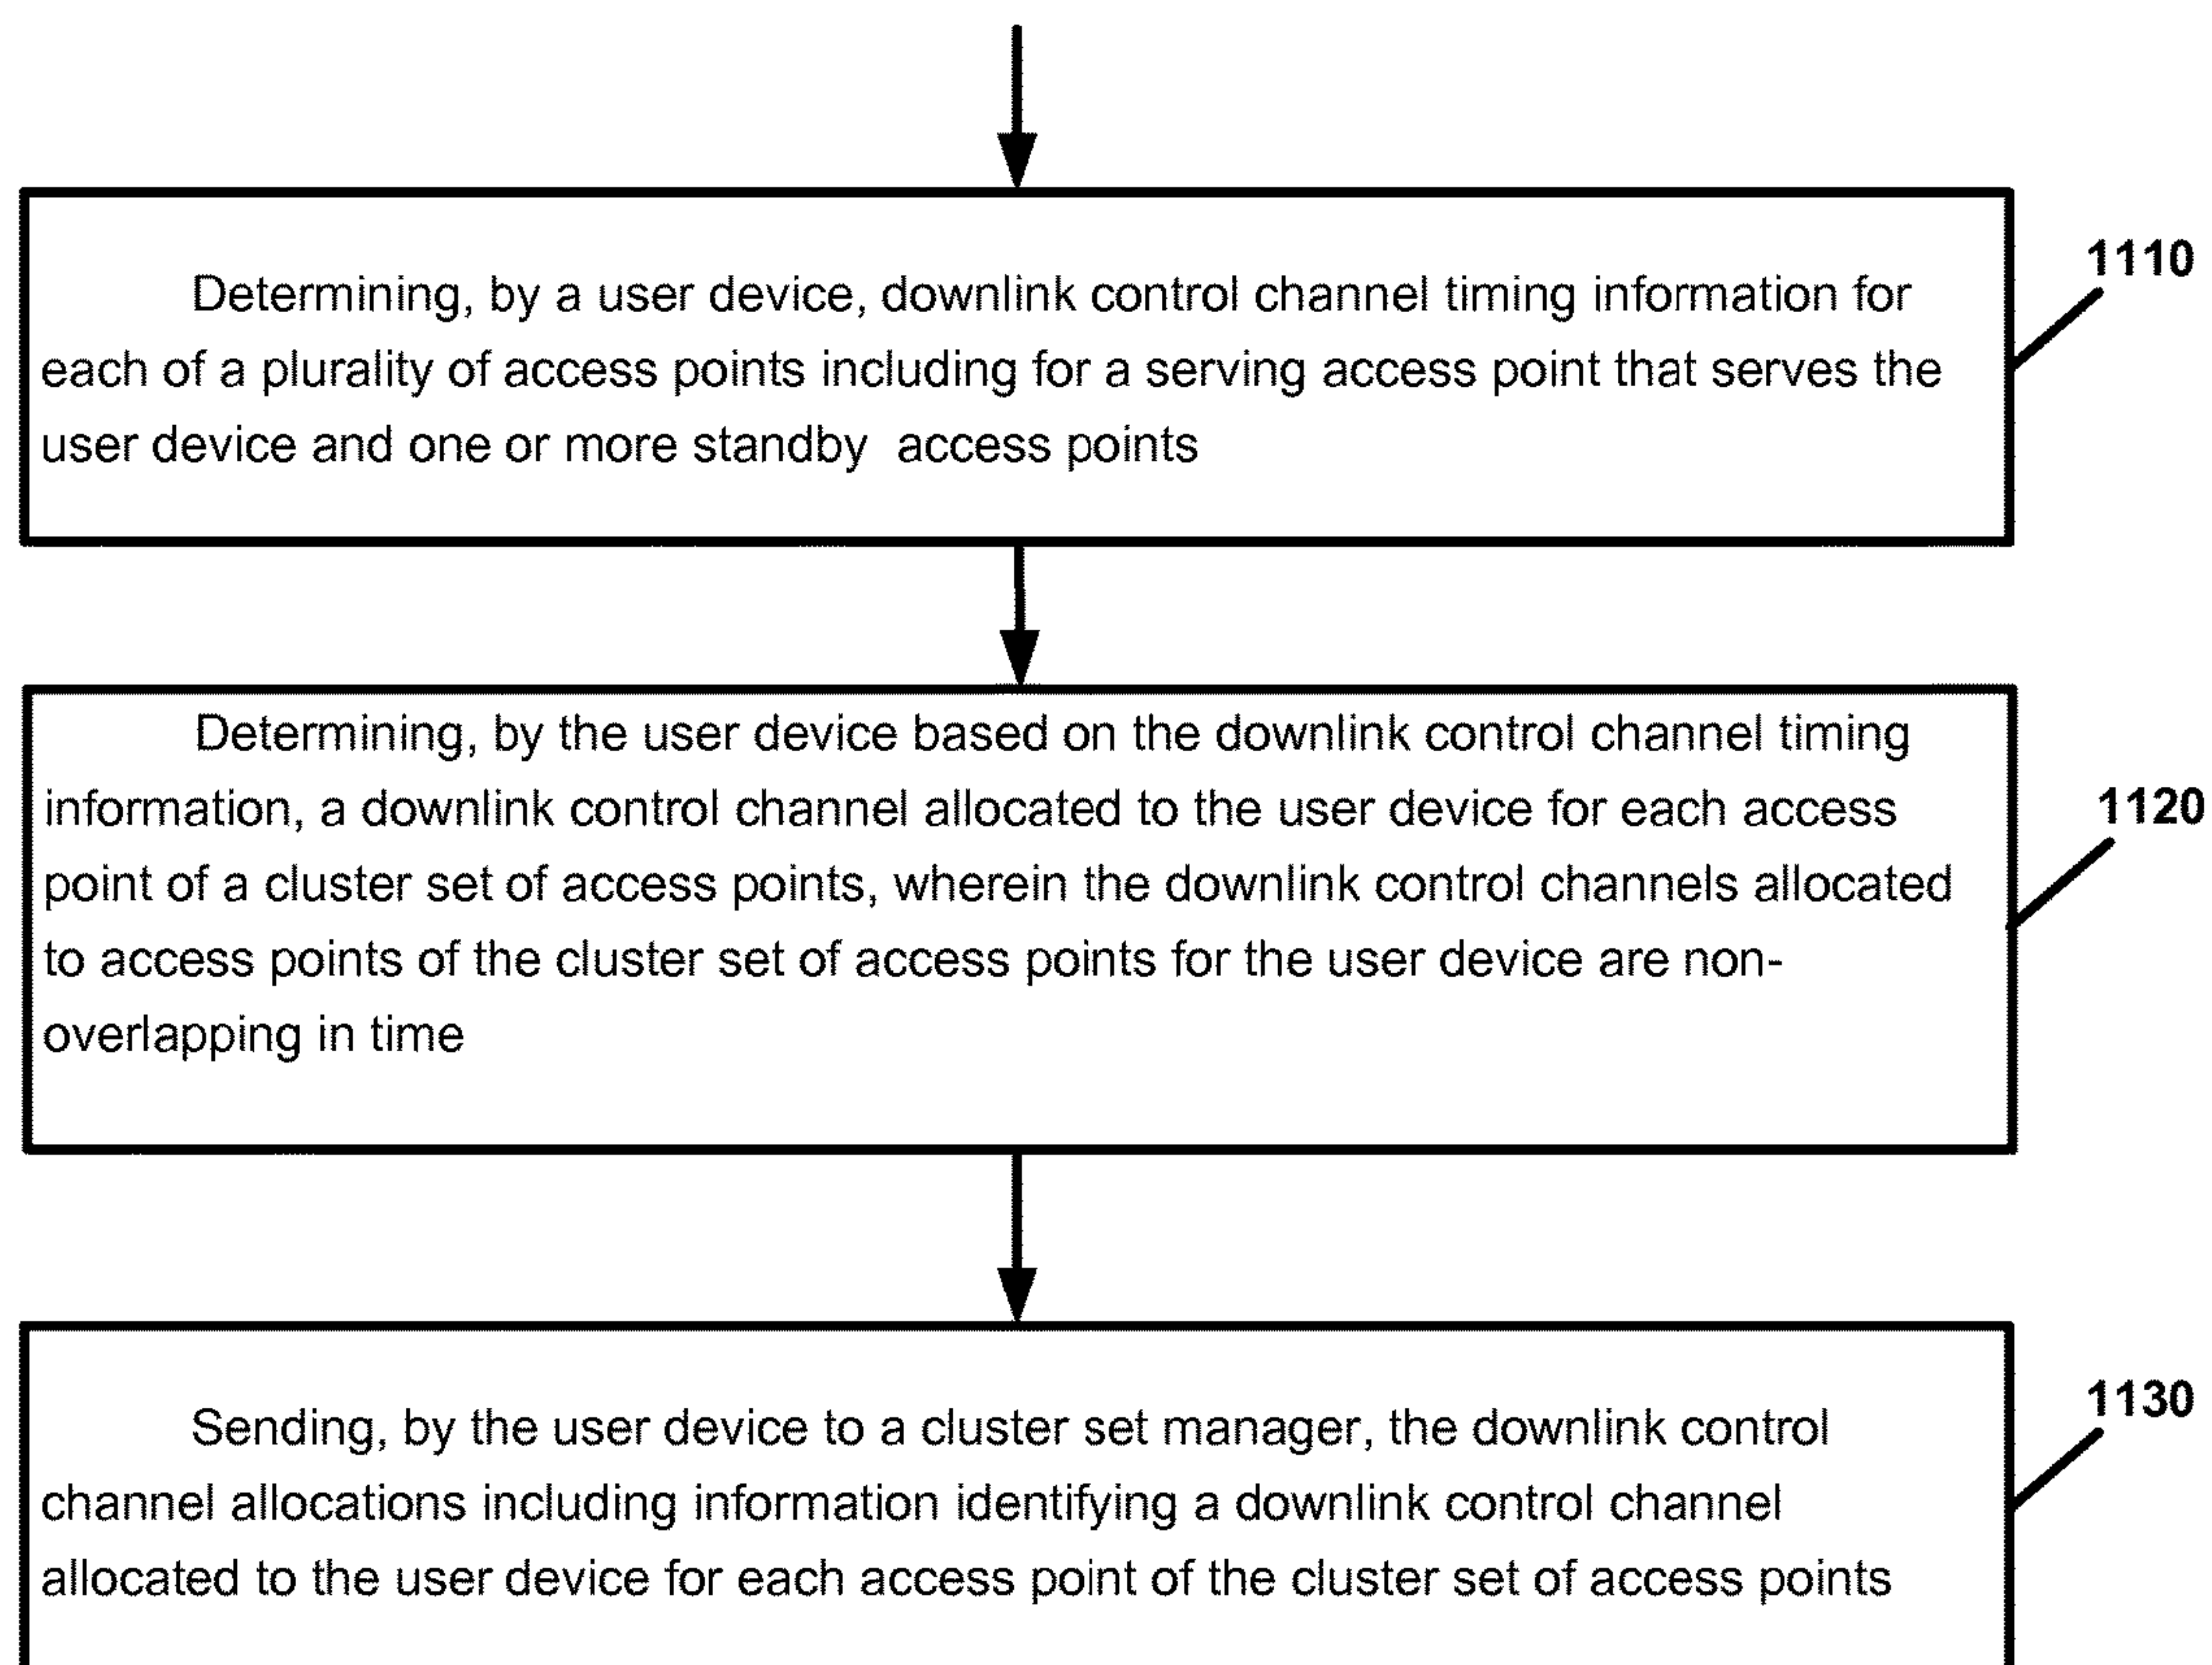 Determining, by a user device, downlink control channel timing information for
each of a plurality of access points including for a serving access point that serves the
user device and one or more standby access points
1110
Determining, by the user device based on the downlink control channel timing
information, a downlink control channel allocated to the user device for each access
point of a cluster set of access points, wherein the downlink control channels allocated
to access points of the cluster set of access points for the user device are non-
overlapping in time
1120
Sending, by the user device to a cluster set manager, the downlink control
channel allocations including information identifying a downlink control channel
allocated to the user device for each access point of the cluster set of access points
1130